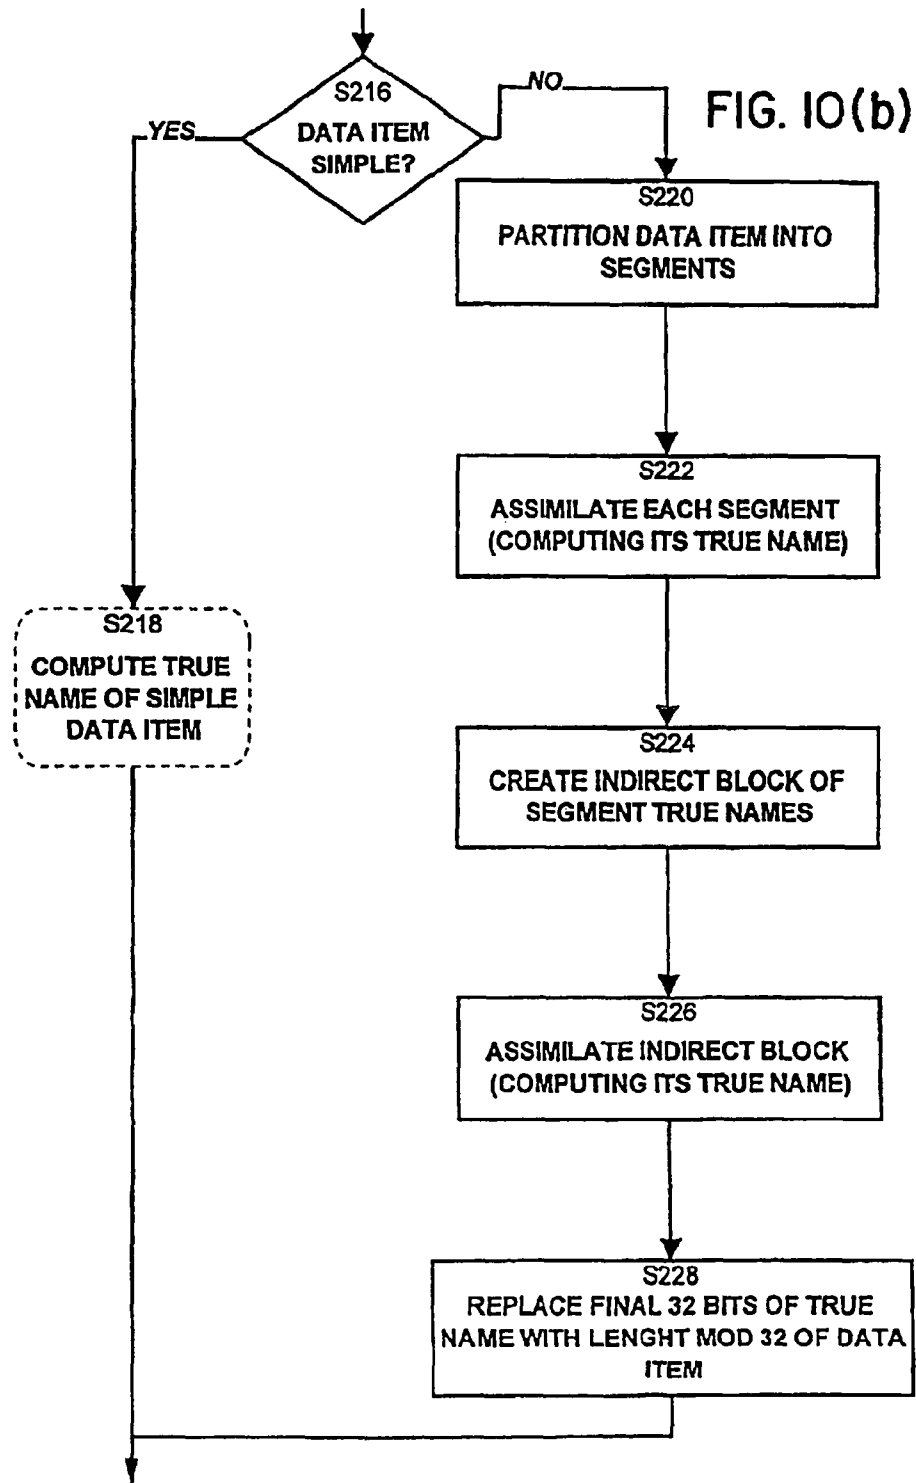 FIG. 10(b)
S216
DATA ITEM
SIMPLE?
YES
NO
S220
PARTITION DATA ITEM INTO
SEGMENTS
S222
ASSIMILATE EACH SEGMENT
(COMPUTING ITS TRUE NAME)
S218
COMPUTE TRUE
NAME OF SIMPLE
DATA ITEM
S224
CREATE INDIRECT BLOCK OF
SEGMENT TRUE NAMES
S226
ASSIMILATE INDIRECT BLOCK
(COMPUTING ITS TRUE NAME)
S228
REPLACE FINAL 32 BITS OF TRUE
NAME WITH LENGHT MOD 32 OF DATA
ITEM